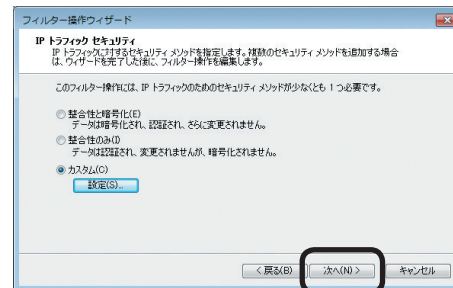 フィルター操作ウィザード
IP トラフィック セキュリティ
IP トラフィックに対するセキュリティ メソッドを指定します。複数のセキュリティ メソッドを追加する場合
は、ウィザードを完了した後に、フィルター操作を編集します。
このフィルター操作には、IP トラフィックのためのセキュリティ メソッドが少なくとも 1 つ必要です。
整合性と暗号化(E)
データは暗号化され、認証され、さらに変更されません。
整合性のみ(I)
データは認証され、変更されませんが、暗号化されません。
カスタム(C)
設定(S)...
< 戻る(B)
次へ(N) >
キャンセル